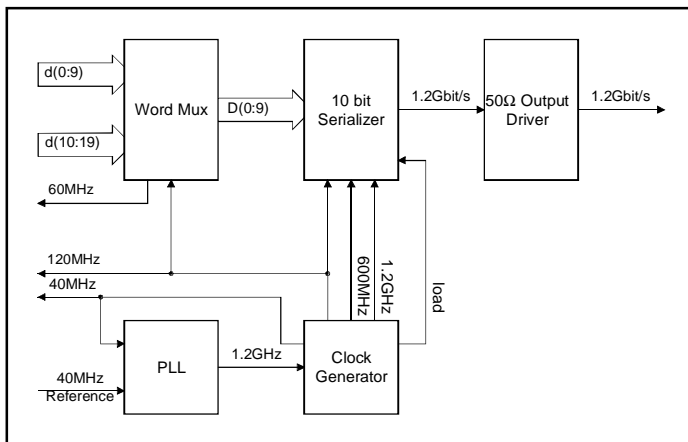 d(0:9)
d(10:19)
Word Mux
D(0:9)
10 bit
Serializer
1.2Gbit/s
50Ω Output
Driver
1.2Gbit/s
60MHz
120MHz
40MHz
600MHz
1.2GHz
load
PLL
1.2GHz
Clock
Generator
40MHz
Reference